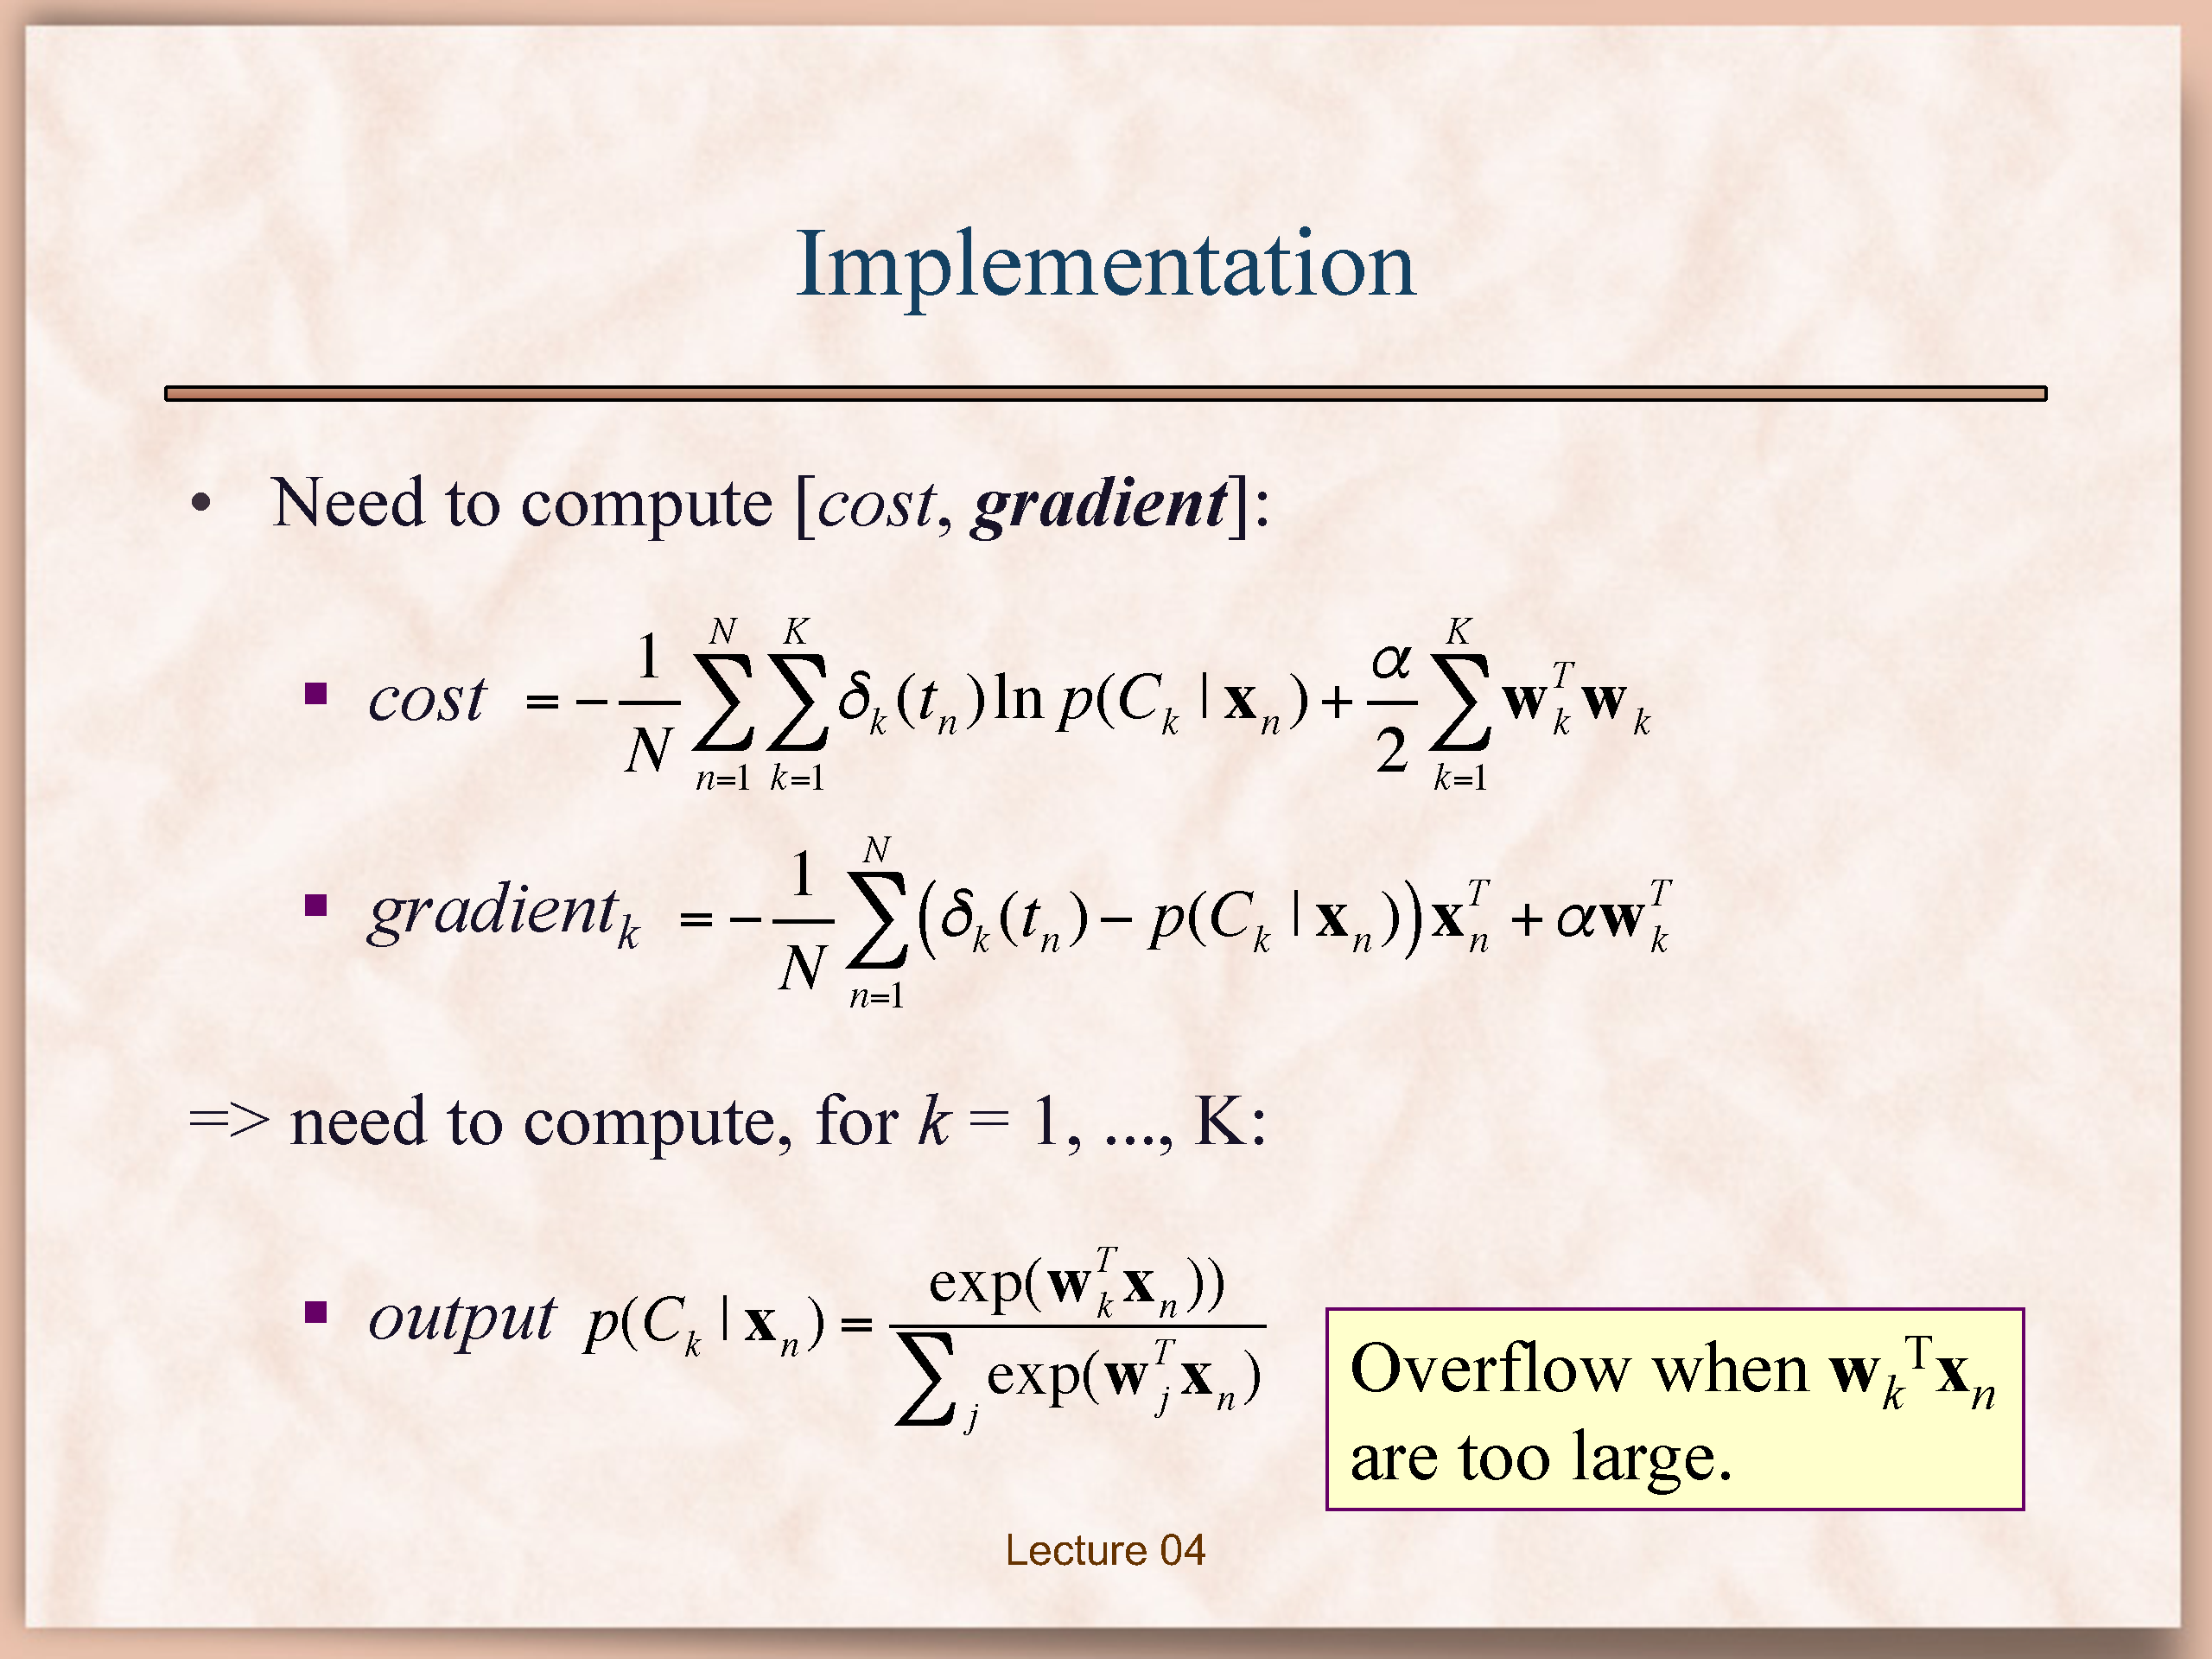 Implementation
• Need to compute [cost, gradient]:
▪ cost $= -\frac{1}{N}\sum_{n=1}^{N}\sum_{k=1}^{K}\delta_k(t_n)\ln p(C_k \mid \mathbf{x}_n) + \frac{\alpha}{2}\sum_{k=1}^{K}\mathbf{w}_k^T\mathbf{w}_k$
▪ gradient$_k$ $= -\frac{1}{N}\sum_{n=1}^{N}\left(\delta_k(t_n) - p(C_k \mid \mathbf{x}_n)\right)\mathbf{x}_n^T + \alpha\mathbf{w}_k^T$
=> need to compute, for k = 1, ..., K:
▪ output $p(C_k \mid \mathbf{x}_n) = \frac{\exp(\mathbf{w}_k^T\mathbf{x}_n))}{\sum_j \exp(\mathbf{w}_j^T\mathbf{x}_n)}$
Overflow when $\mathbf{w}_k^{\mathrm{T}}\mathbf{x}_n$
are too large.
Lecture 04